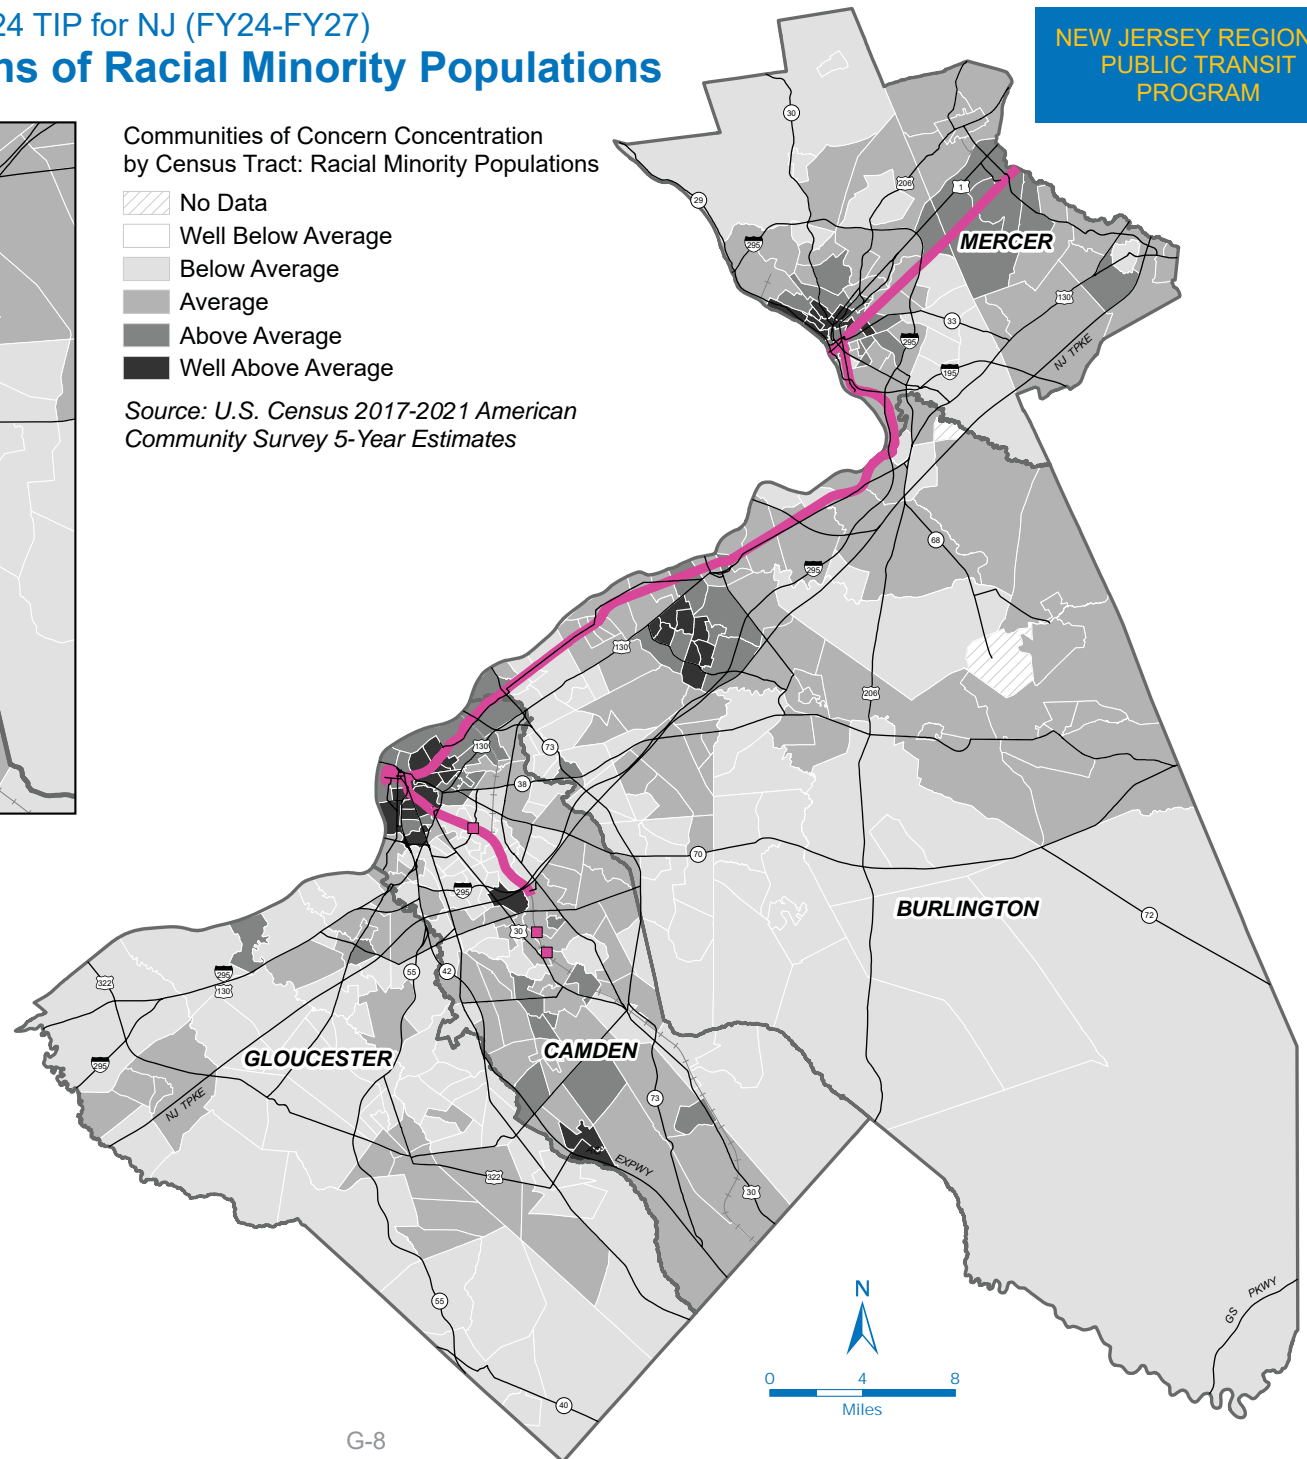 24 TIP for NJ (FY24-FY27)
ns of Racial Minority Populations
NEW JERSEY REGION
PUBLIC TRANSIT
PROGRAM
Communities of Concern Concentration
by Census Tract: Racial Minority Populations
No Data
Well Below Average
Below Average
Average
Above Average
Well Above Average
Source: U.S. Census 2017-2021 American
Community Survey 5-Year Estimates
30
29
206
1
295
MERCER
130
33
295
195
NJ TPKE
68
295
130
206
130
73
38
70
295
BURLINGTON
72
30
322
295
130
55
42
GLOUCESTER
CAMDEN
295
NJ TPKE
73
EXPWY
322
30
55
40
GS PKWY
N
0 4 8
Miles
G-8